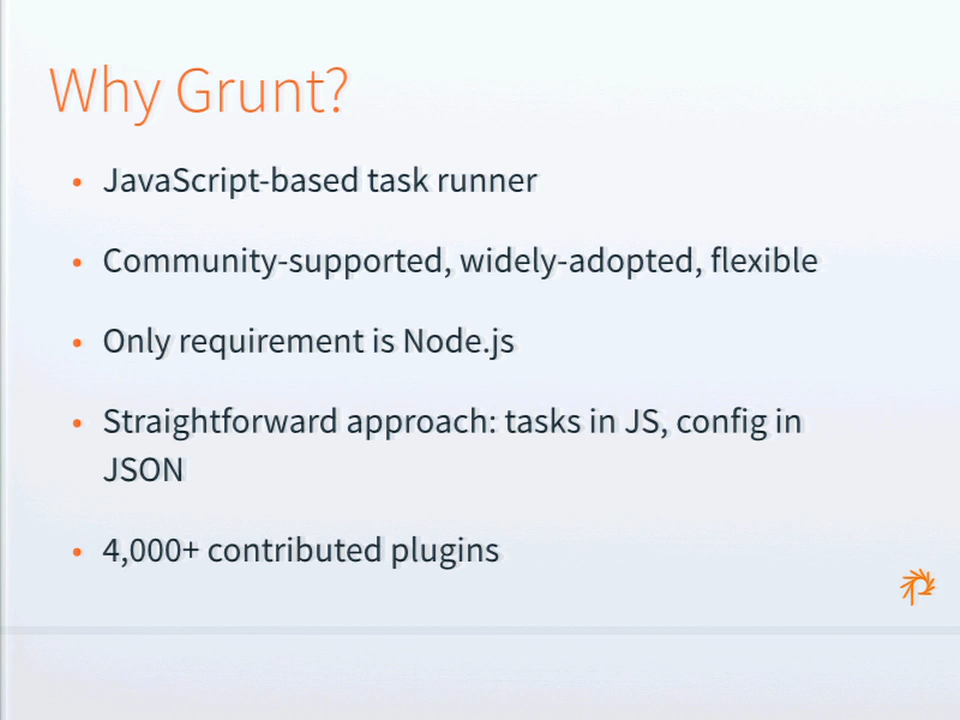 Why Grunt?
• JavaScript-based task runner
• Community-supported, widely-adopted, flexible
• Only requirement is Node.js
• Straightforward approach: tasks in JS, config in
JSON
• 4,000+ contributed plugins